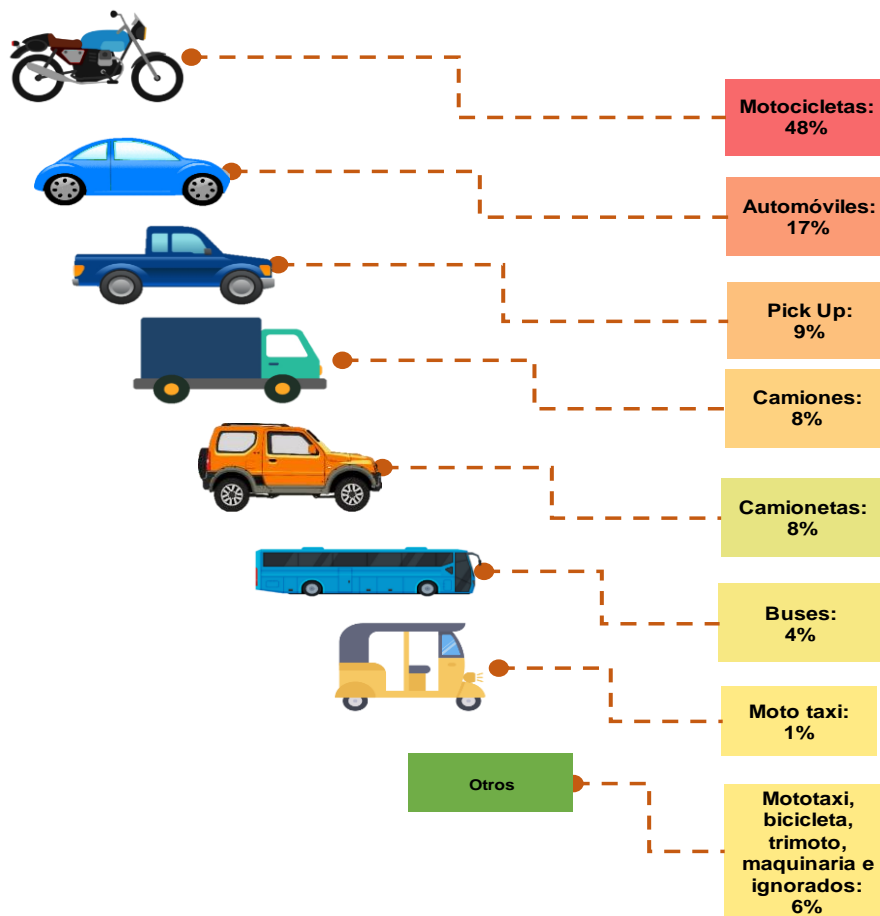 Motocicletas:
48%
Automóviles:
17%
Pick Up:
9%
Camiones:
8%
Camionetas:
8%
Buses:
4%
Moto taxi:
1%
Otros
Mototaxi,
bicicleta,
trimoto,
maquinaria e
ignorados:
6%